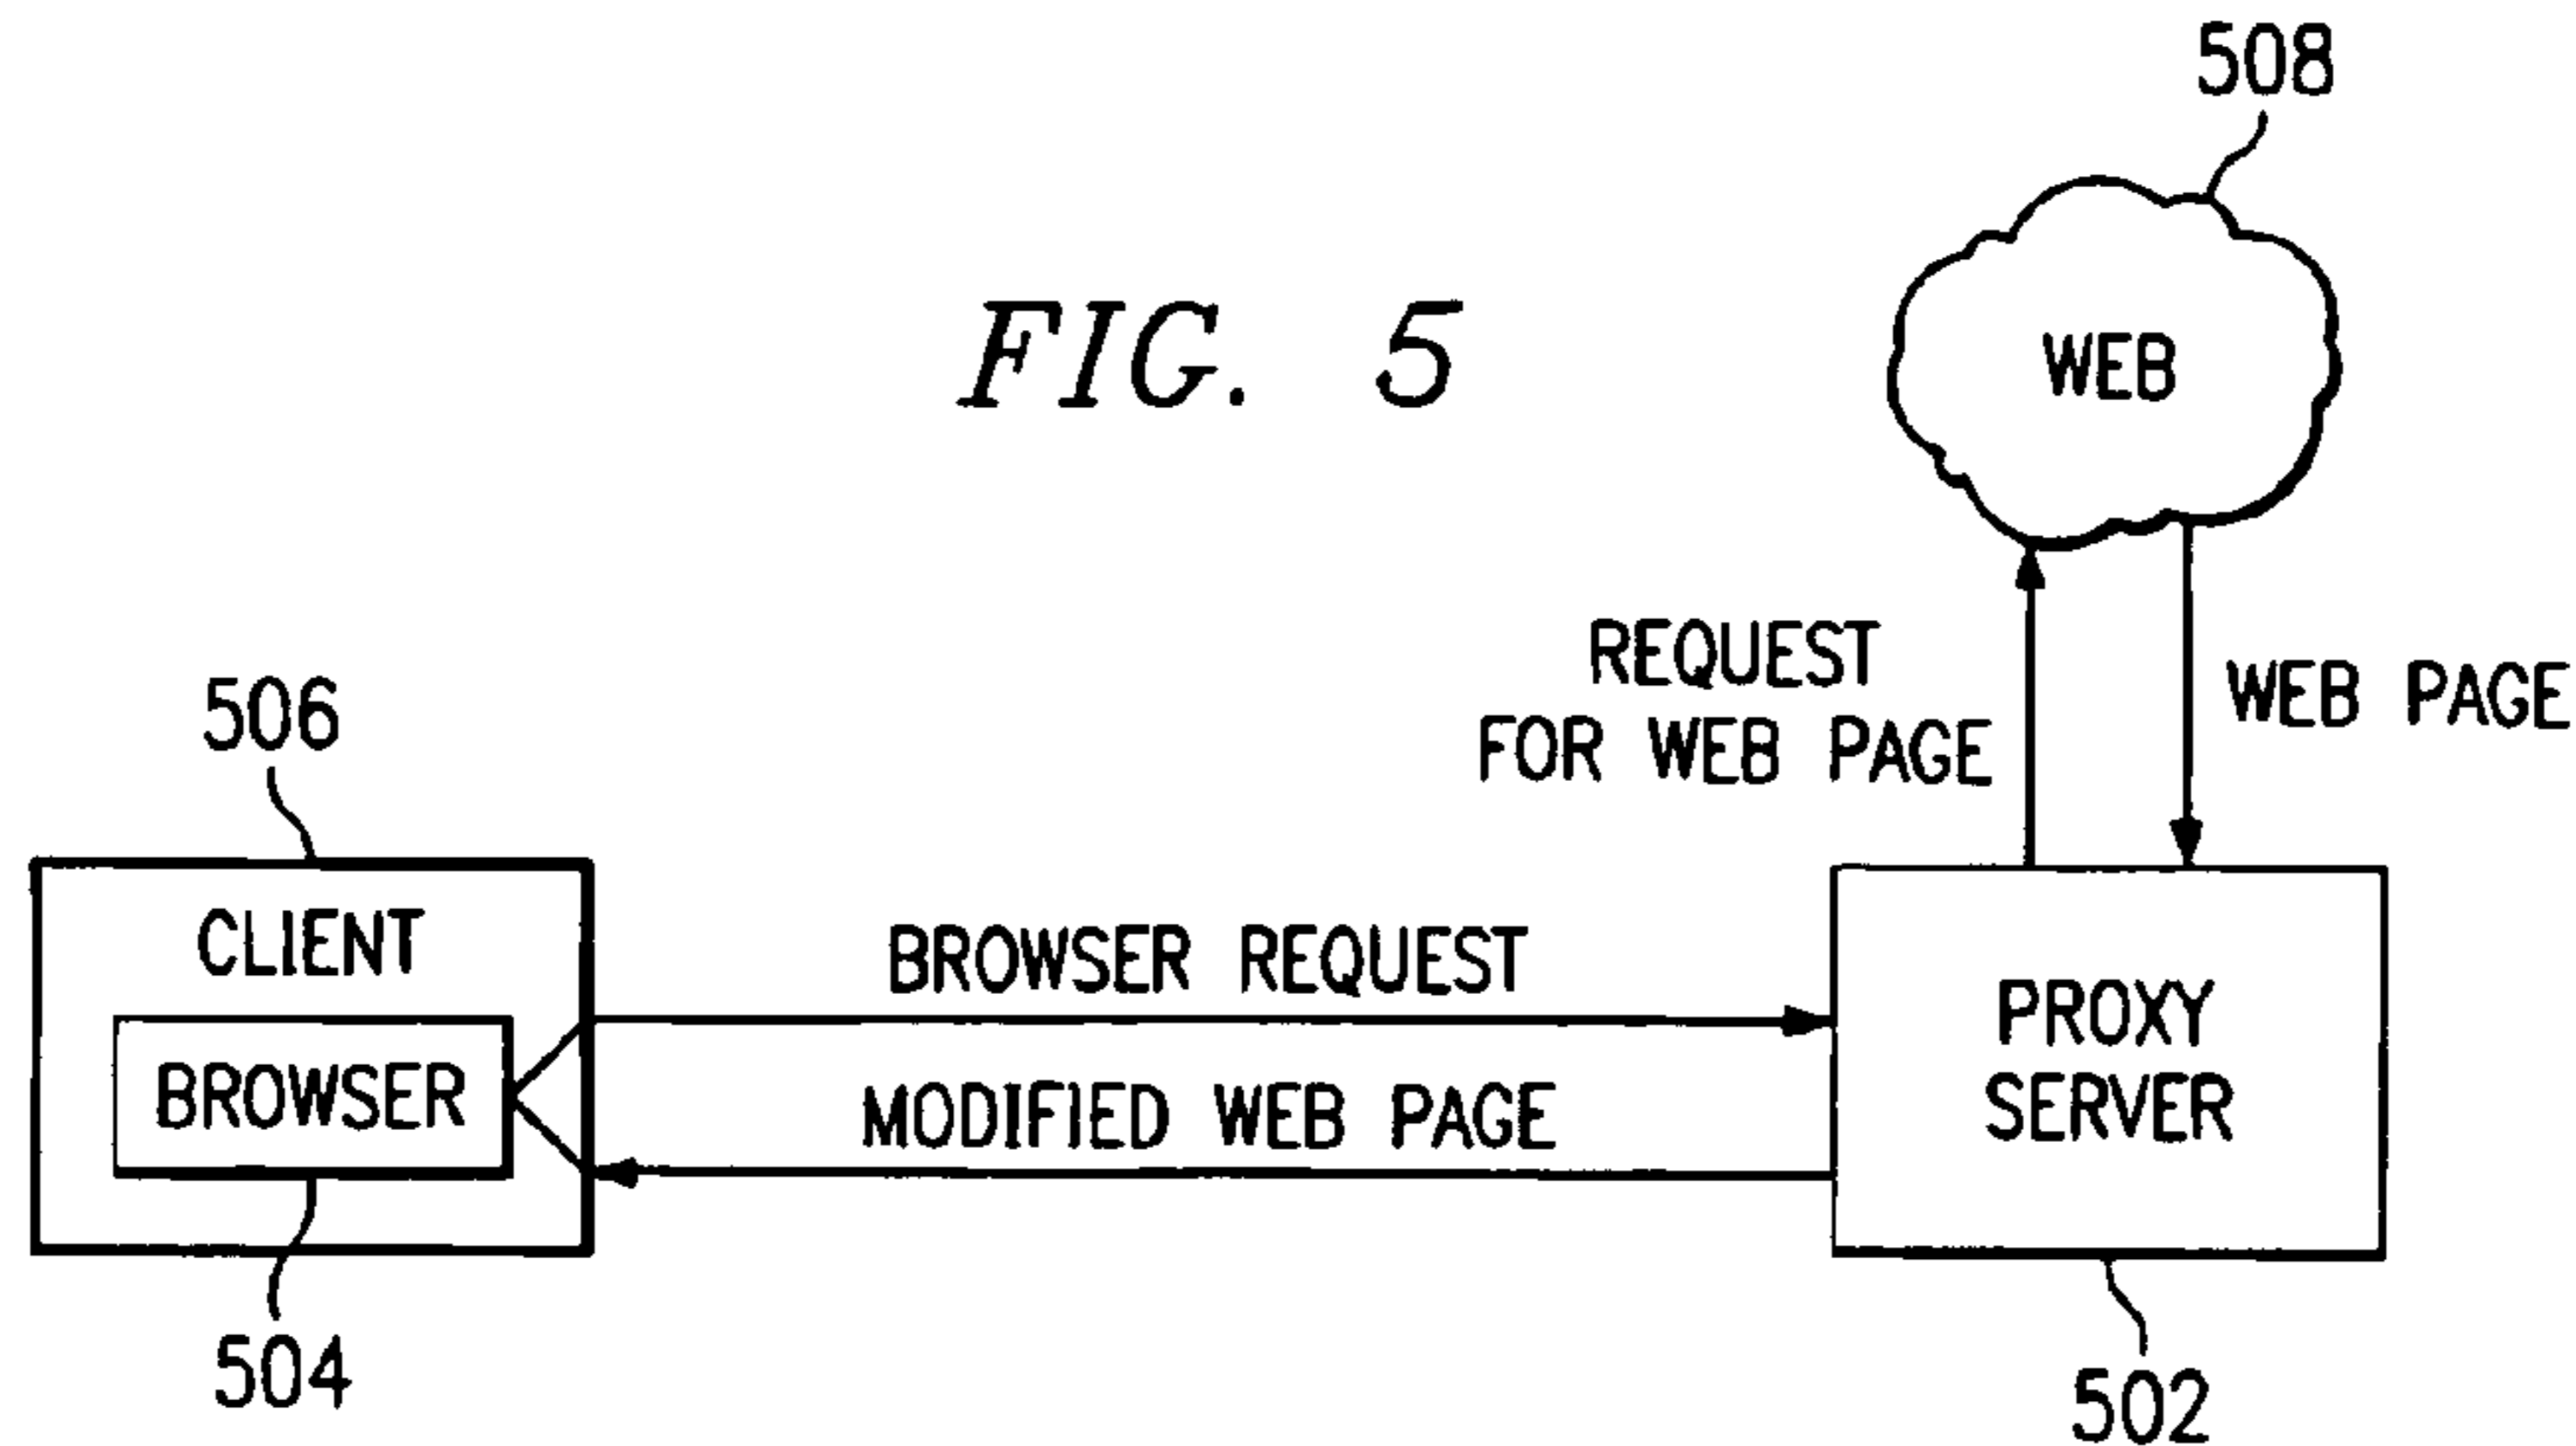 508
FIG. 5
WEB
REQUEST
FOR WEB PAGE
WEB PAGE
506
CLIENT
BROWSER
BROWSER REQUEST
MODIFIED WEB PAGE
PROXY
SERVER
504
502